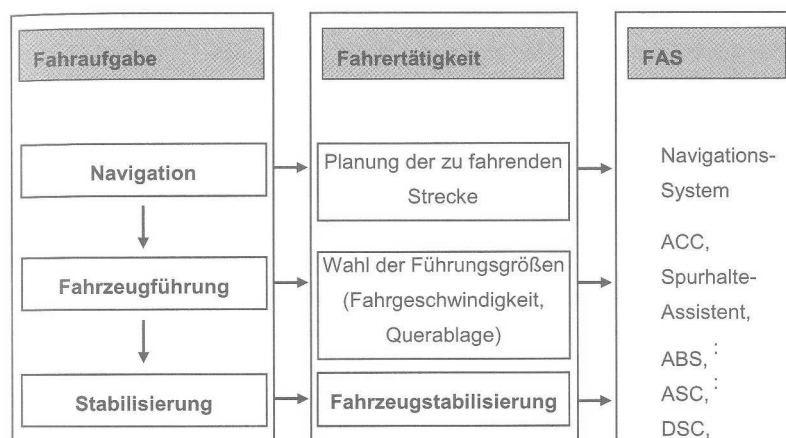 Fahraufgabe
Navigation
Fahrzeugführung
Stabilisierung
Fahrertätigkeit
Planung der zu fahrenden
Strecke
Wahl der Führungsgrößen
(Fahrgeschwindigkeit,
Querablage)
Fahrzeugstabilisierung
FAS
Navigations-
System
ACC,
Spurhalte-
Assistent,
:
ABS,
:
ASC,
DSC,